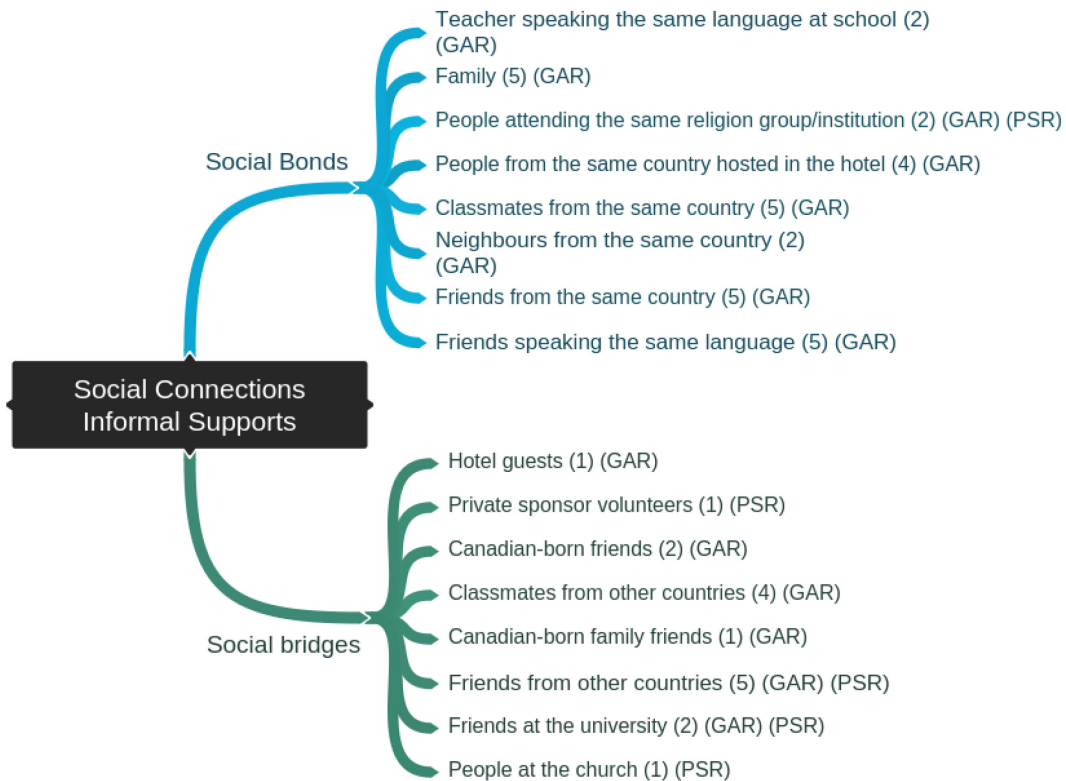 Teacher speaking the same language at school (2)
(GAR)
Family (5) (GAR)
People attending the same religion group/institution (2) (GAR) (PSR)
Social Bonds
People from the same country hosted in the hotel (4) (GAR)
Classmates from the same country (5) (GAR)
Neighbours from the same country (2)
(GAR)
Friends from the same country (5) (GAR)
Friends speaking the same language (5) (GAR)
Social Connections
Informal Supports
Hotel guests (1) (GAR)
Private sponsor volunteers (1) (PSR)
Canadian-born friends (2) (GAR)
Classmates from other countries (4) (GAR)
Canadian-born family friends (1) (GAR)
Social bridges
Friends from other countries (5) (GAR) (PSR)
Friends at the university (2) (GAR) (PSR)
People at the church (1) (PSR)